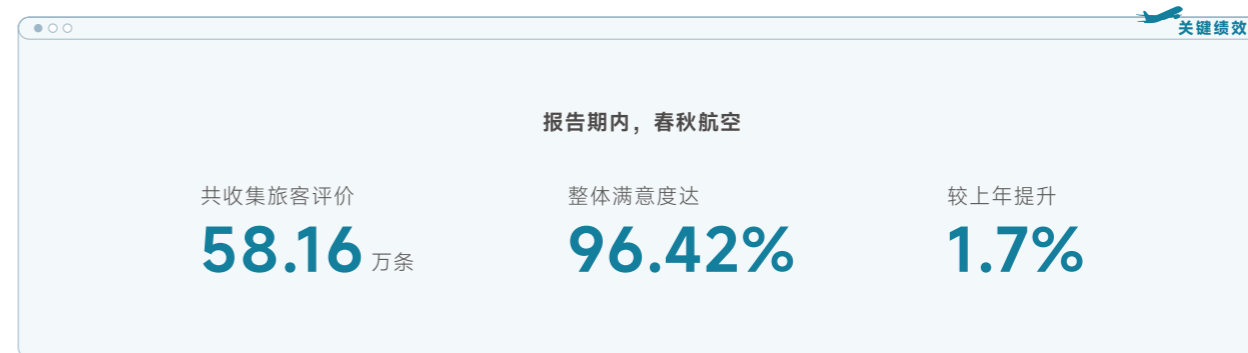 关键绩效
报告期内，春秋航空
共收集旅客评价
58.16 万条
整体满意度达
96.42%
较上年提升
1.7%